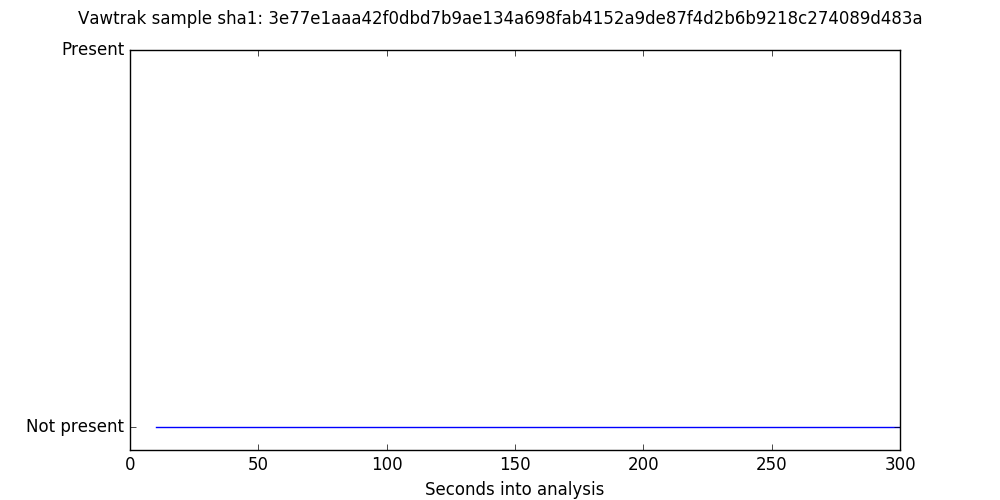 Vawtrak sample sha1: 3e77e1aaa42f0dbd7b9ae134a698fab4152a9de87f4d2b6b9218c274089d483a
Present
Not present
0 50 100 150 200 250 300
Seconds into analysis